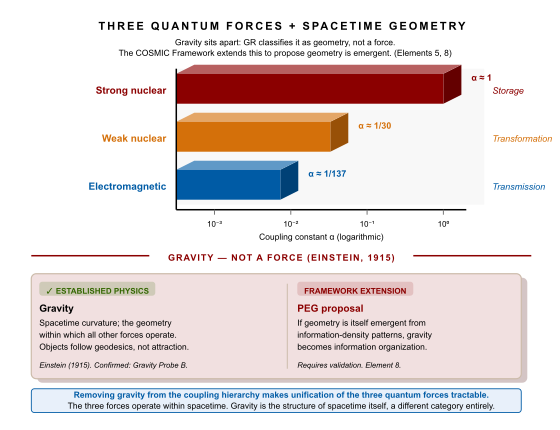 THREE QUANTUM FORCES + SPACETIME GEOMETRY
Gravity sits apart: GR classifies it as geometry, not a force.
The COSMIC Framework extends this to propose geometry is emergent. (Elements 5, 8)
Strong nuclear
α ≈ 1
Storage
Weak nuclear
α ≈ 1/30
Transformation
Electromagnetic
α ≈ 1/137
Transmission
10⁻³ 10⁻² 10⁻¹ 10⁰
Coupling constant α (logarithmic)
GRAVITY — NOT A FORCE (EINSTEIN, 1915)
✓ ESTABLISHED PHYSICS
Gravity
Spacetime curvature; the geometry
within which all other forces operate.
Objects follow geodesics, not attraction.
Einstein (1915). Confirmed: Gravity Probe B.
FRAMEWORK EXTENSION
PEG proposal
If geometry is itself emergent from
information-density patterns, gravity
becomes information organization.
Requires validation. Element 8.
Removing gravity from the coupling hierarchy makes unification of the three quantum forces tractable.
The three forces operate within spacetime. Gravity is the structure of spacetime itself, a different category entirely.